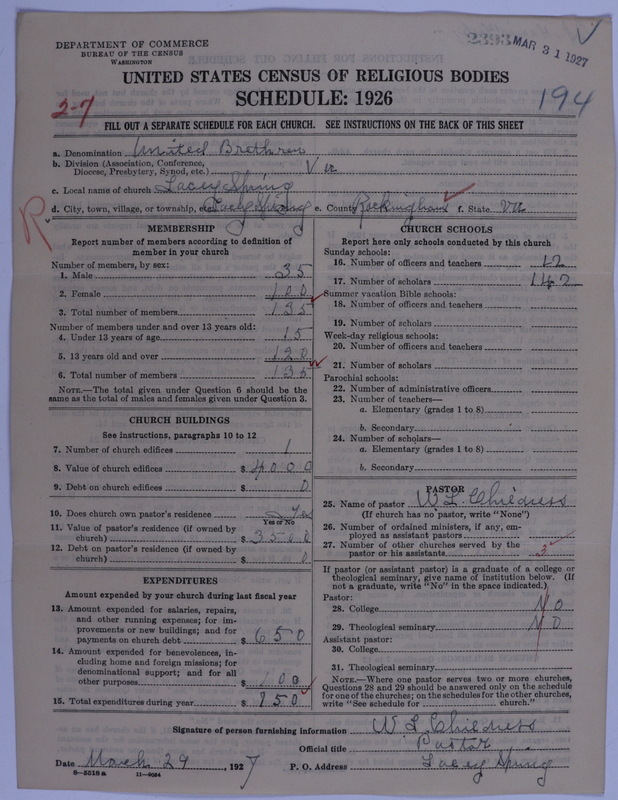 DEPARTMENT OF COMMERCE
BUREAU OF THE CENSUS
WASHINGTON
2393 MAR 31 1927
UNITED STATES CENSUS OF RELIGIOUS BODIES
SCHEDULE: 1926
2-7
194
FILL OUT A SEPARATE SCHEDULE FOR EACH CHURCH. SEE INSTRUCTIONS ON THE BACK OF THIS SHEET
a. Denomination United Brethren
b. Division (Association, Conference,
Diocese, Presbytery, Synod, etc.) Va
c. Local name of church Lacey Spring
d. City, town, village, or township, etc. Lacey Spring e. County Rockingham f. State Va
R
MEMBERSHIP
Report number of members according to definition of
member in your church
Number of members, by sex:
1. Male 35
2. Female 100
3. Total number of members 135
Number of members under and over 13 years old:
4. Under 13 years of age 15
5. 13 years old and over 120
6. Total number of members 135
NOTE.—The total given under Question 6 should be the
same as the total of males and females given under Question 3.
CHURCH BUILDINGS
See instructions, paragraphs 10 to 12
7. Number of church edifices 1
8. Value of church edifices $ 4000
9. Debt on church edifices $ 0
10. Does church own pastor's residence Yes
Yes or No
11. Value of pastor's residence (if owned by
church) $ 3500
12. Debt on pastor's residence (if owned by
church) $ 0
EXPENDITURES
Amount expended by your church during last fiscal year
13. Amount expended for salaries, repairs,
and other running expenses; for im-
provements or new buildings; and for
payments on church debt $ 650
14. Amount expended for benevolences, in-
cluding home and foreign missions; for
denominational support; and for all
other purposes $ 100
15. Total expenditures during year $ 750
CHURCH SCHOOLS
Report here only schools conducted by this church
Sunday schools:
16. Number of officers and teachers 12
17. Number of scholars 142
Summer vacation Bible schools:
18. Number of officers and teachers
19. Number of scholars
Week-day religious schools:
20. Number of officers and teachers
21. Number of scholars
Parochial schools:
22. Number of administrative officers
23. Number of teachers—
a. Elementary (grades 1 to 8)
b. Secondary
24. Number of scholars—
a. Elementary (grades 1 to 8)
b. Secondary
PASTOR
25. Name of pastor W L Childress
(If church has no pastor, write "None")
26. Number of ordained ministers, if any, em-
ployed as assistant pastors
27. Number of other churches served by the
pastor or his assistants 3
If pastor (or assistant pastor) is a graduate of a college or
theological seminary, give name of institution below. (If
not a graduate, write "No" in the space indicated.)
Pastor:
28. College NO
29. Theological seminary NO
Assistant pastor:
30. College
31. Theological seminary
NOTE.—Where one pastor serves two or more churches,
Questions 28 and 29 should be answered only on the schedule
for one of the churches; on the schedules for the other churches,
write "See schedule for church."
Signature of person furnishing information W L Childress
Official title Pastor
Date March 29, 1927 P. O. Address Lacey Spring
8-5518a 11-9034